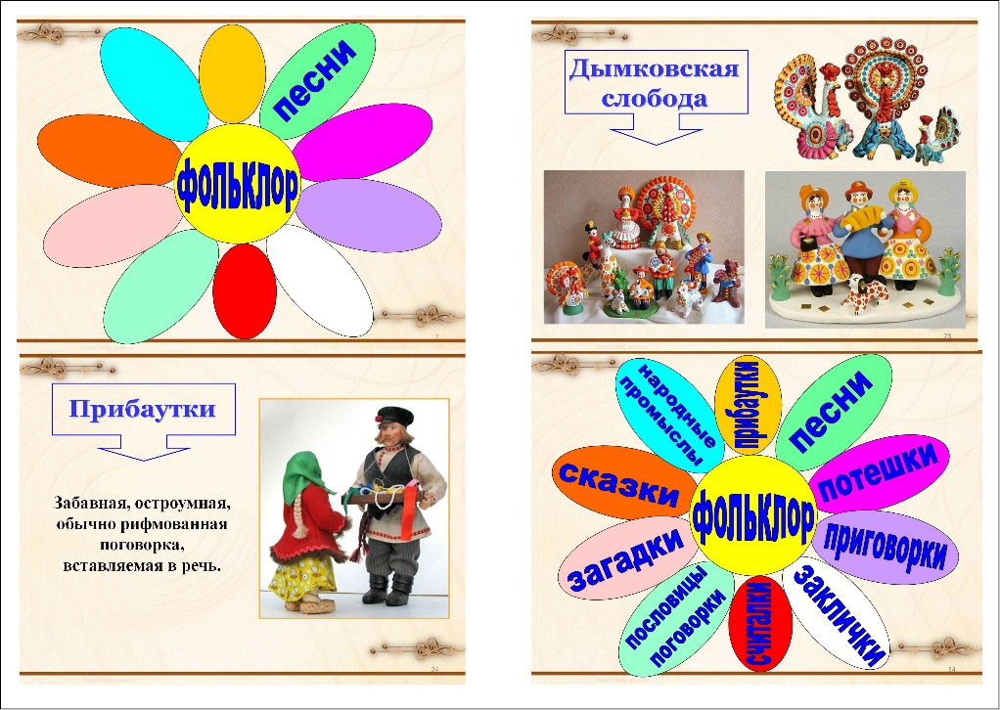 песни
фольклор
7
Дымковская
слобода
28
Прибаутки
Забавная, остроумная,
обычно рифмованная
поговорка,
вставляемая в речь.
24
народные
промыслы
прибаутки
песни
сказки
потешки
фольклор
загадки
приговорки
пословицы
поговорки
считалки
заклички
34